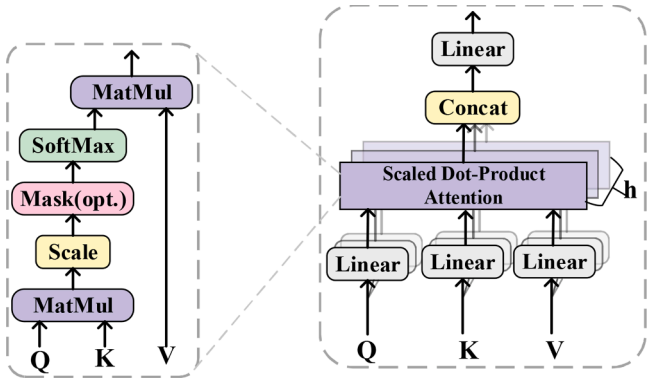 MatMul
SoftMax
Mask(opt.)
Scale
MatMul
Q K V
Linear
Concat
Scaled Dot-Product
Attention
h
Linear Linear Linear
Q K V